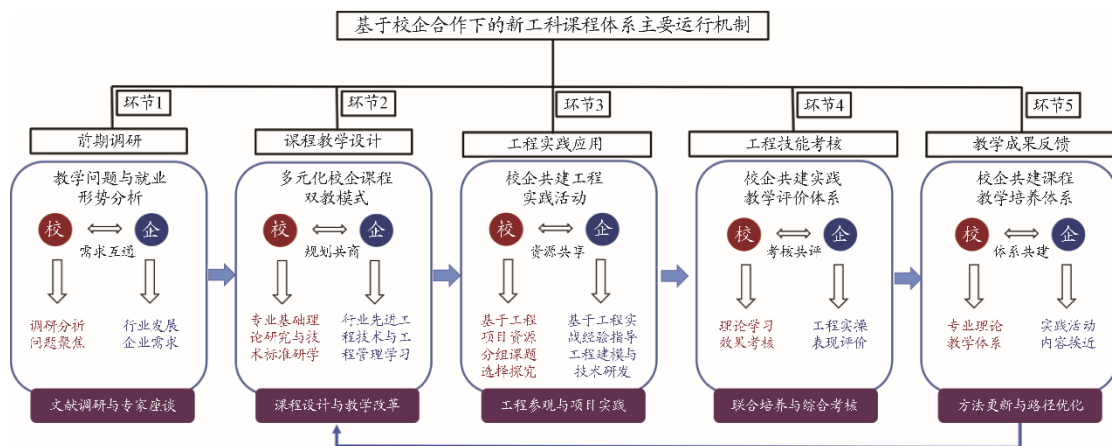 基于校企合作下的新工科课程体系主要运行机制
环节1
前期调研
教学问题与就业
形势分析
校
企
需求互通
调研分析
问题聚焦
行业发展
企业需求
文献调研与专家座谈
环节2
课程教学设计
多元化校企课程
双教模式
校
企
规划共商
专业基础理
论研究与技
术标准研学
行业先进工
程技术与工
程管理学习
课程设计与教学改革
环节3
工程实践应用
校企共建工程
实践活动
校
企
资源共享
基于工程
项目资源
分组课题
选择探究
基于工程实
战经验指导
工程建模与
技术研发
工程参观与项目实践
环节4
工程技能考核
校企共建实践
教学评价体系
校
企
考核共评
理论学习
效果考核
工程实操
表现评价
联合培养与综合考核
环节5
教学成果反馈
校企共建课程
教学培养体系
校
企
体系共建
专业理论
教学体系
实践活动
内容挨近
方法更新与路径优化